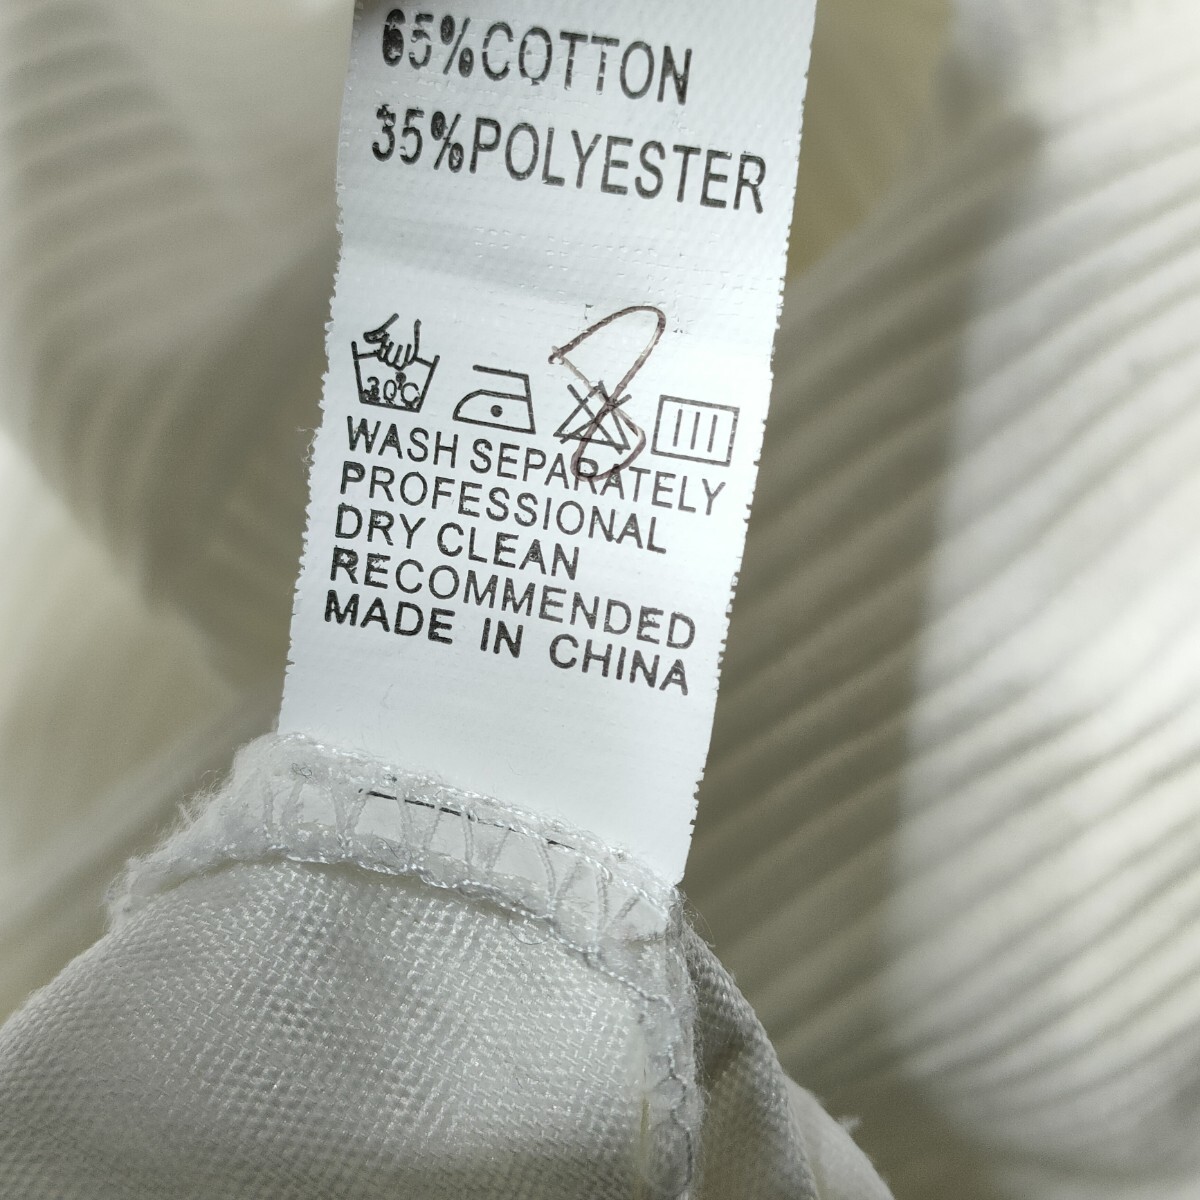 65%COTTON
35%POLYESTER
30°C
WASH SEPARATELY
PROFESSIONAL
DRY CLEAN
RECOMMENDED
MADE IN CHINA